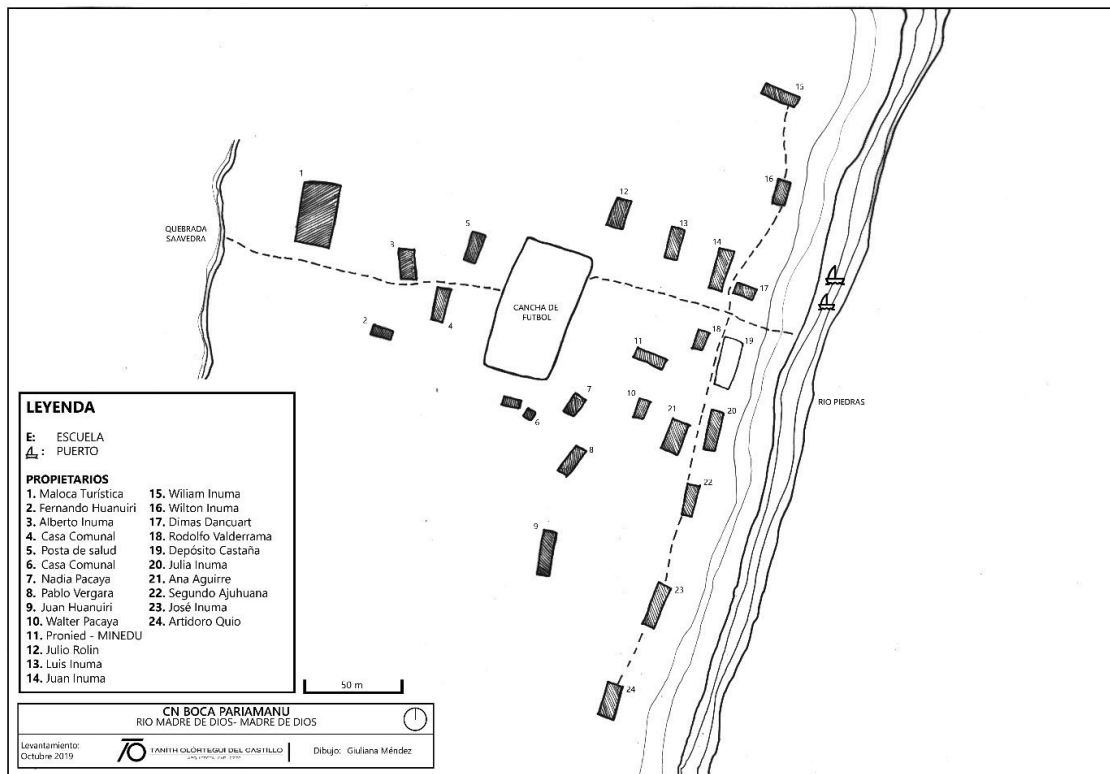 15
16
12
13
14
17
1
5
3
QUEBRADA
SAAVEDRA
CANCHA DE
FUTBOL
4
2
18
19
11
7
10
6
21
20
RIO PIEDRAS
8
22
9
23
24
LEYENDA
E: ESCUELA
: PUERTO
PROPIETARIOS
1. Maloca Turística
2. Fernando Huanuiri
3. Alberto Inuma
4. Casa Comunal
5. Posta de salud
6. Casa Comunal
7. Nadia Pacaya
8. Pablo Vergara
9. Juan Huanuiri
10. Walter Pacaya
11. Pronied - MINEDU
12. Julio Rolin
13. Luis Inuma
14. Juan Inuma
15. Wiliam Inuma
16. Wilton Inuma
17. Dimas Dancuart
18. Rodolfo Valderrama
19. Depósito Castaña
20. Julia Inuma
21. Ana Aguirre
22. Segundo Ajuhuana
23. José Inuma
24. Artidoro Quio
50 m
CN BOCA PARIAMANU
RIO MADRE DE DIOS- MADRE DE DIOS
Levantamiento:
Octubre 2019
TANITH OLÓRTEGUI DEL CASTILLO
Dibujo: Giuliana Méndez